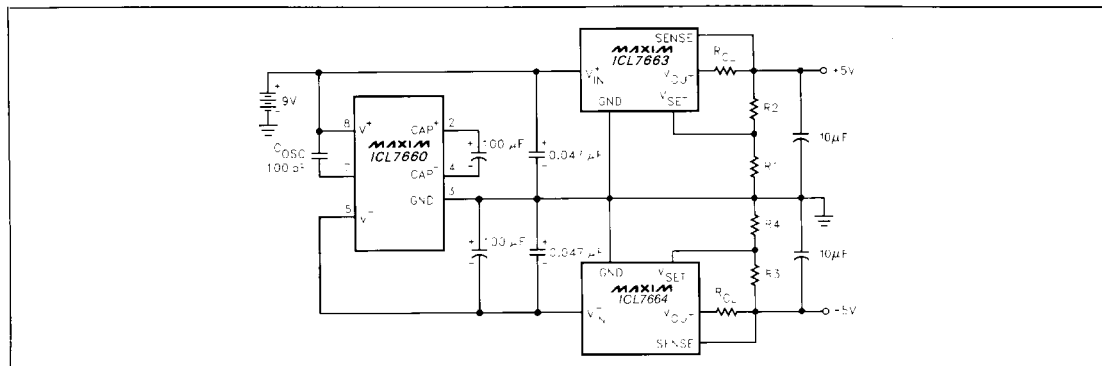 SENSE
MAXIM
ICL7663
V+IN
VOUT
RCL
+5V
GND
VSET
R2
9V
8
V+
CAP+
2
MAXIM
ICL7660
100 µF
0.047 µF
10µF
COSC
100 pF
7
CAP-
4
R1
GND
3
5
V-
100 µF
0.047 µF
R4
10µF
GND
VSET
R3
MAXIM
ICL7664
V-IN
VOUT
RCL
-5V
SENSE